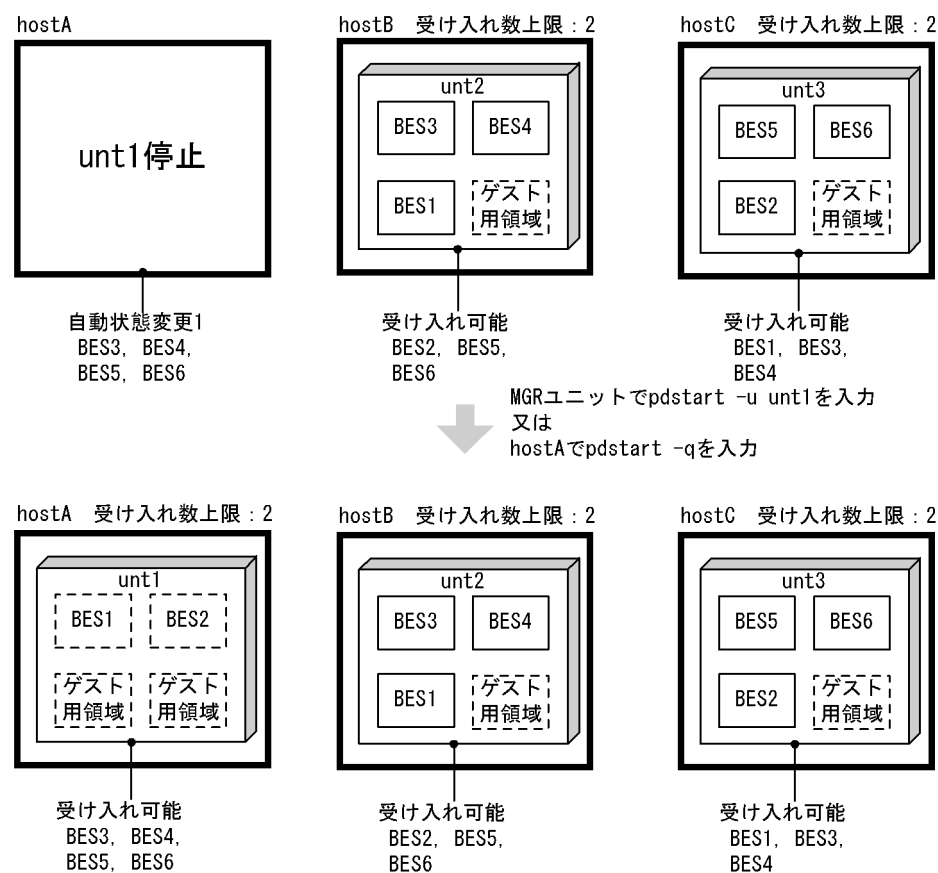 hostA
hostB 受け入れ数上限：2
hostC 受け入れ数上限：2
unt1停止
unt2
BES3
BES4
BES1
ゲスト
用領域
unt3
BES5
BES6
BES2
ゲスト
用領域
自動状態変更1
BES3, BES4,
BES5, BES6
受け入れ可能
BES2, BES5,
BES6
受け入れ可能
BES1, BES3,
BES4
MGRユニットでpdstart -u unt1を入力
又は
hostAでpdstart -qを入力
hostA 受け入れ数上限：2
hostB 受け入れ数上限：2
hostC 受け入れ数上限：2
unt1
BES1
BES2
ゲスト
用領域
ゲスト
用領域
unt2
BES3
BES4
BES1
ゲスト
用領域
unt3
BES5
BES6
BES2
ゲスト
用領域
受け入れ可能
BES3, BES4,
BES5, BES6
受け入れ可能
BES2, BES5,
BES6
受け入れ可能
BES1, BES3,
BES4